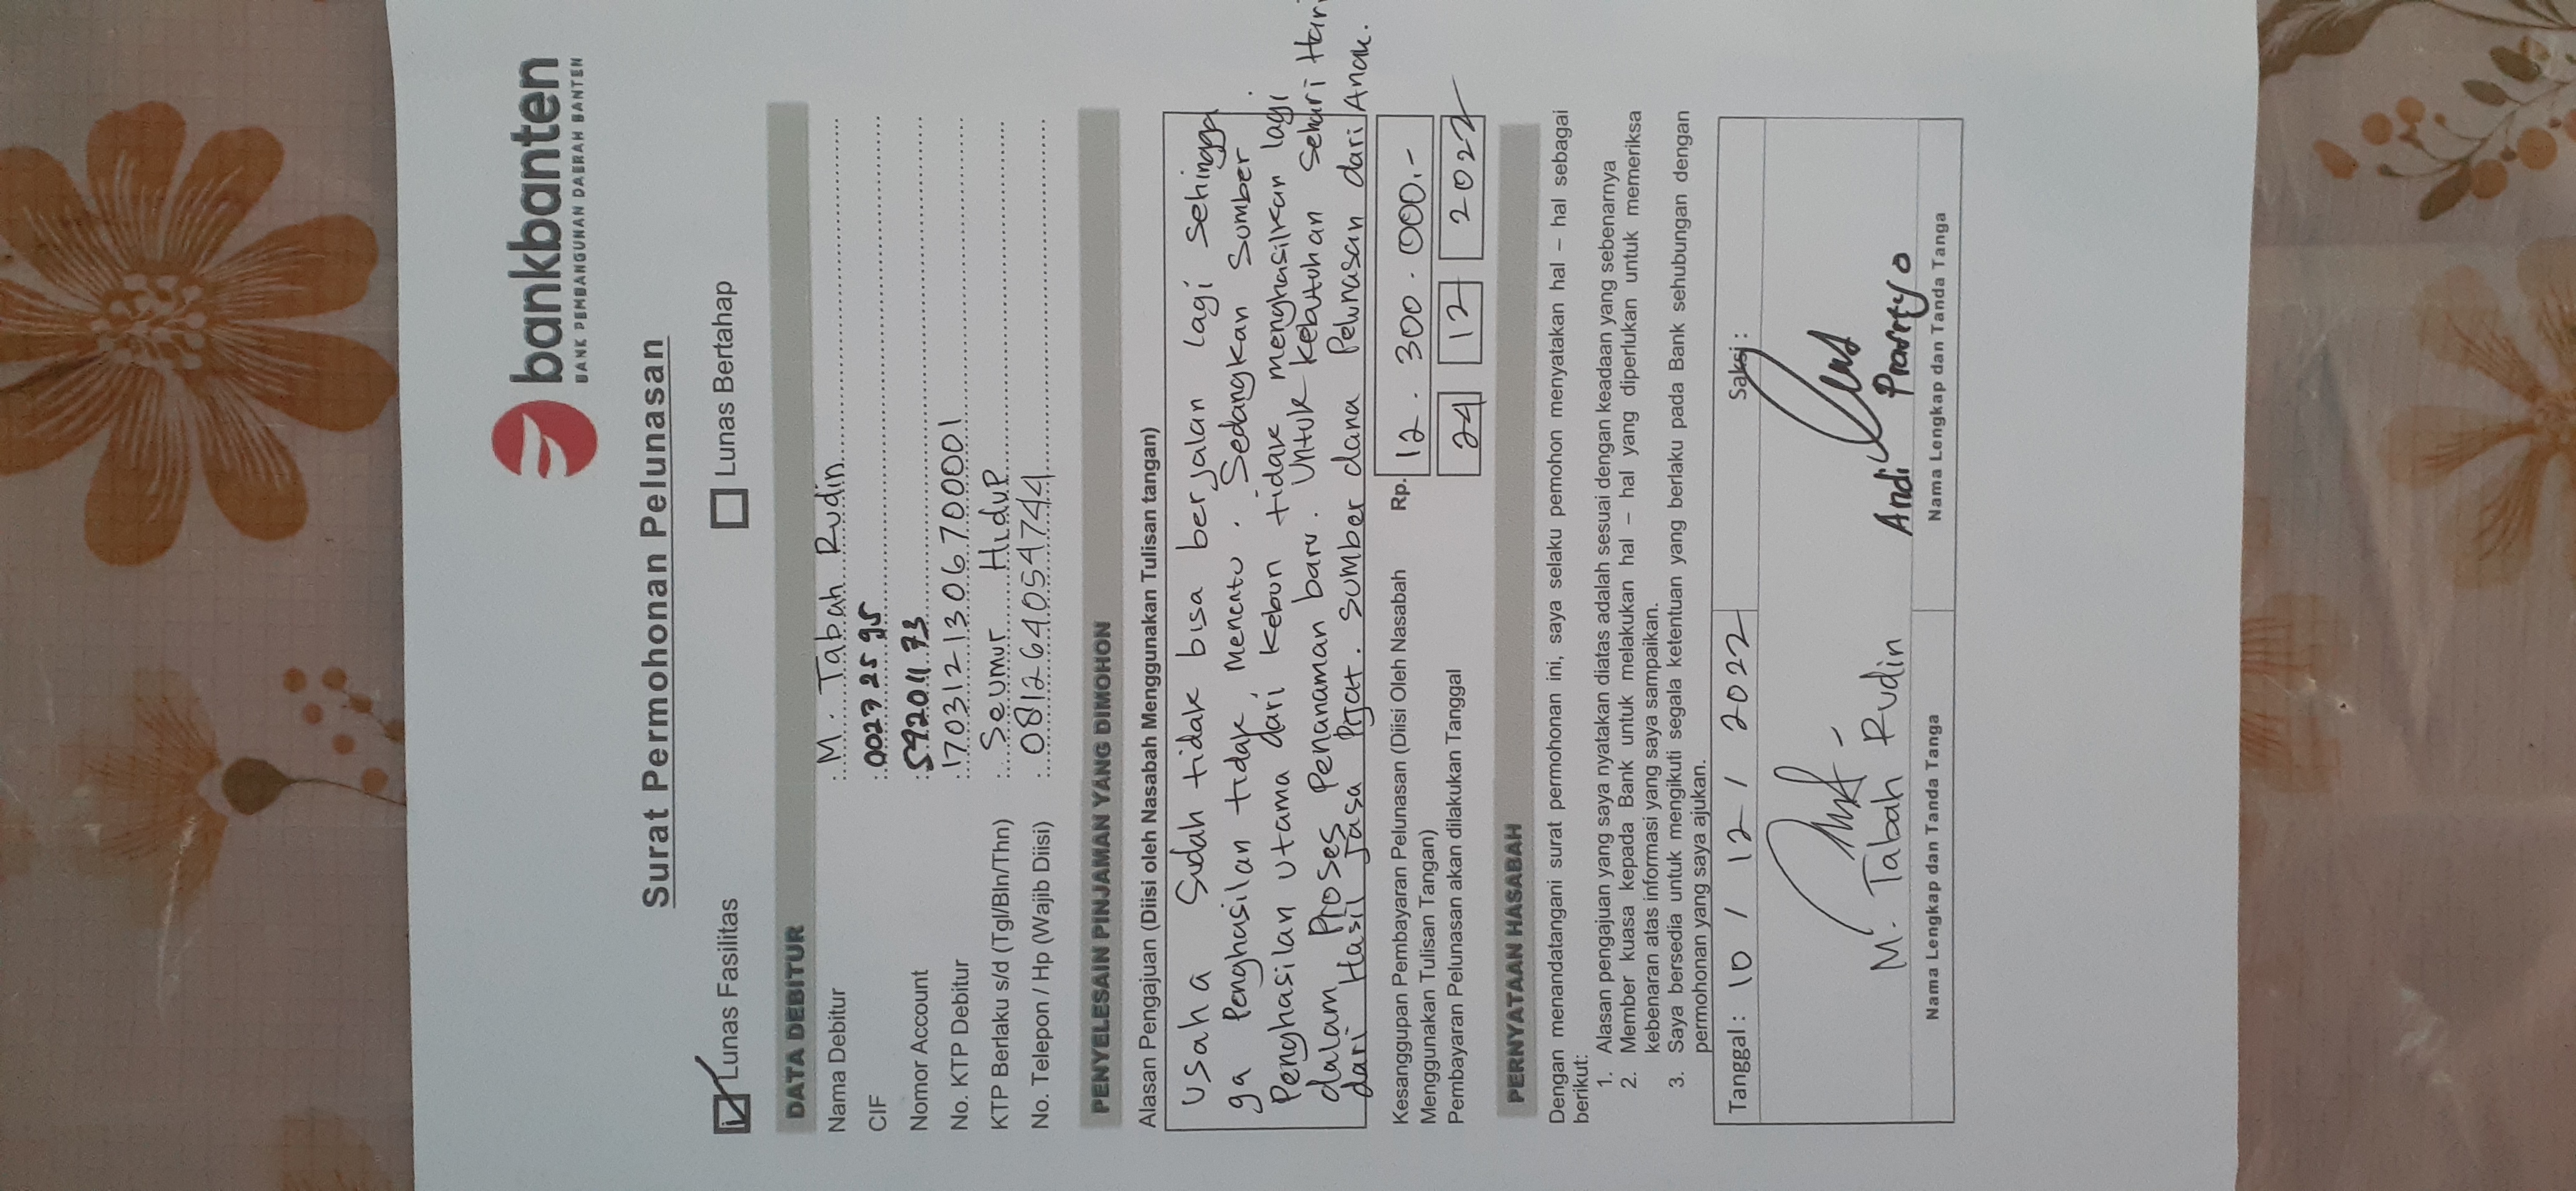 bankbanten
BANK PEMBANGUNAN DAERAH BANTEN
Surat Permohonan Pelunasan
Lunas Fasilitas Lunas Bertahap
DATA DEBITUR
Nama Debitur : M. Tabah Rudin
CIF : 0027 25 95
Nomor Account : 592011 73
No. KTP Debitur : 1703121306700001
KTP Berlaku s/d (Tgl/Bln/Thn) : Seumur Hidup
No. Telepon / Hp (Wajib Diisi) : 081264054744
PENYELESAIN PINJAMAN YANG DIMOHON
Alasan Pengajuan (Diisi oleh Nasabah Menggunakan Tulisan tangan)
Usaha Sudah tidak bisa berjalan lagi sehingga
ga Penghasilan tidak menentu. Sedangkan Sumber
Penghasilan utama dari kebun tidak menghasilkan lagi.
dalam Proses Penanaman baru. Untuk kebutuhan sehari Hari
dari Hasil jasa Pijat. Sumber dana Pelunasan dari Anak.
Kesanggupan Pembayaran Pelunasan (Diisi Oleh Nasabah Rp. 12.300.000.-
Menggunakan Tulisan Tangan)
Pembayaran Pelunasan akan dilakukan Tanggal 24 12 2022
PERNYATAAN HASABAH
Dengan menandatangani surat permohonan ini, saya selaku pemohon menyatakan hal – hal sebagai
berikut:
1. Alasan pengajuan yang saya nyatakan diatas adalah sesuai dengan keadaan yang sebenarnya
2. Member kuasa kepada Bank untuk melakukan hal – hal yang diperlukan untuk memeriksa
kebenaran atas informasi yang saya sampaikan.
3. Saya bersedia untuk mengikuti segala ketentuan yang berlaku pada Bank sehubungan dengan
permohonan yang saya ajukan.
Tanggal : 10 / 12 / 2022 Saksi :
M. Tabah Rudin Andi Prasetyo
Nama Lengkap dan Tanda Tanga Nama Lengkap dan Tanda Tanga